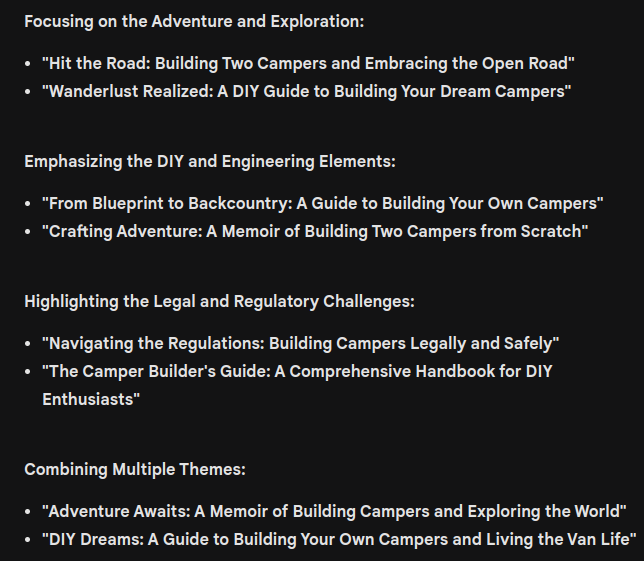 Focusing on the Adventure and Exploration:
• "Hit the Road: Building Two Campers and Embracing the Open Road"
• "Wanderlust Realized: A DIY Guide to Building Your Dream Campers"
Emphasizing the DIY and Engineering Elements:
• "From Blueprint to Backcountry: A Guide to Building Your Own Campers"
• "Crafting Adventure: A Memoir of Building Two Campers from Scratch"
Highlighting the Legal and Regulatory Challenges:
• "Navigating the Regulations: Building Campers Legally and Safely"
• "The Camper Builder's Guide: A Comprehensive Handbook for DIY
Enthusiasts"
Combining Multiple Themes:
• "Adventure Awaits: A Memoir of Building Campers and Exploring the World"
• "DIY Dreams: A Guide to Building Your Own Campers and Living the Van Life"